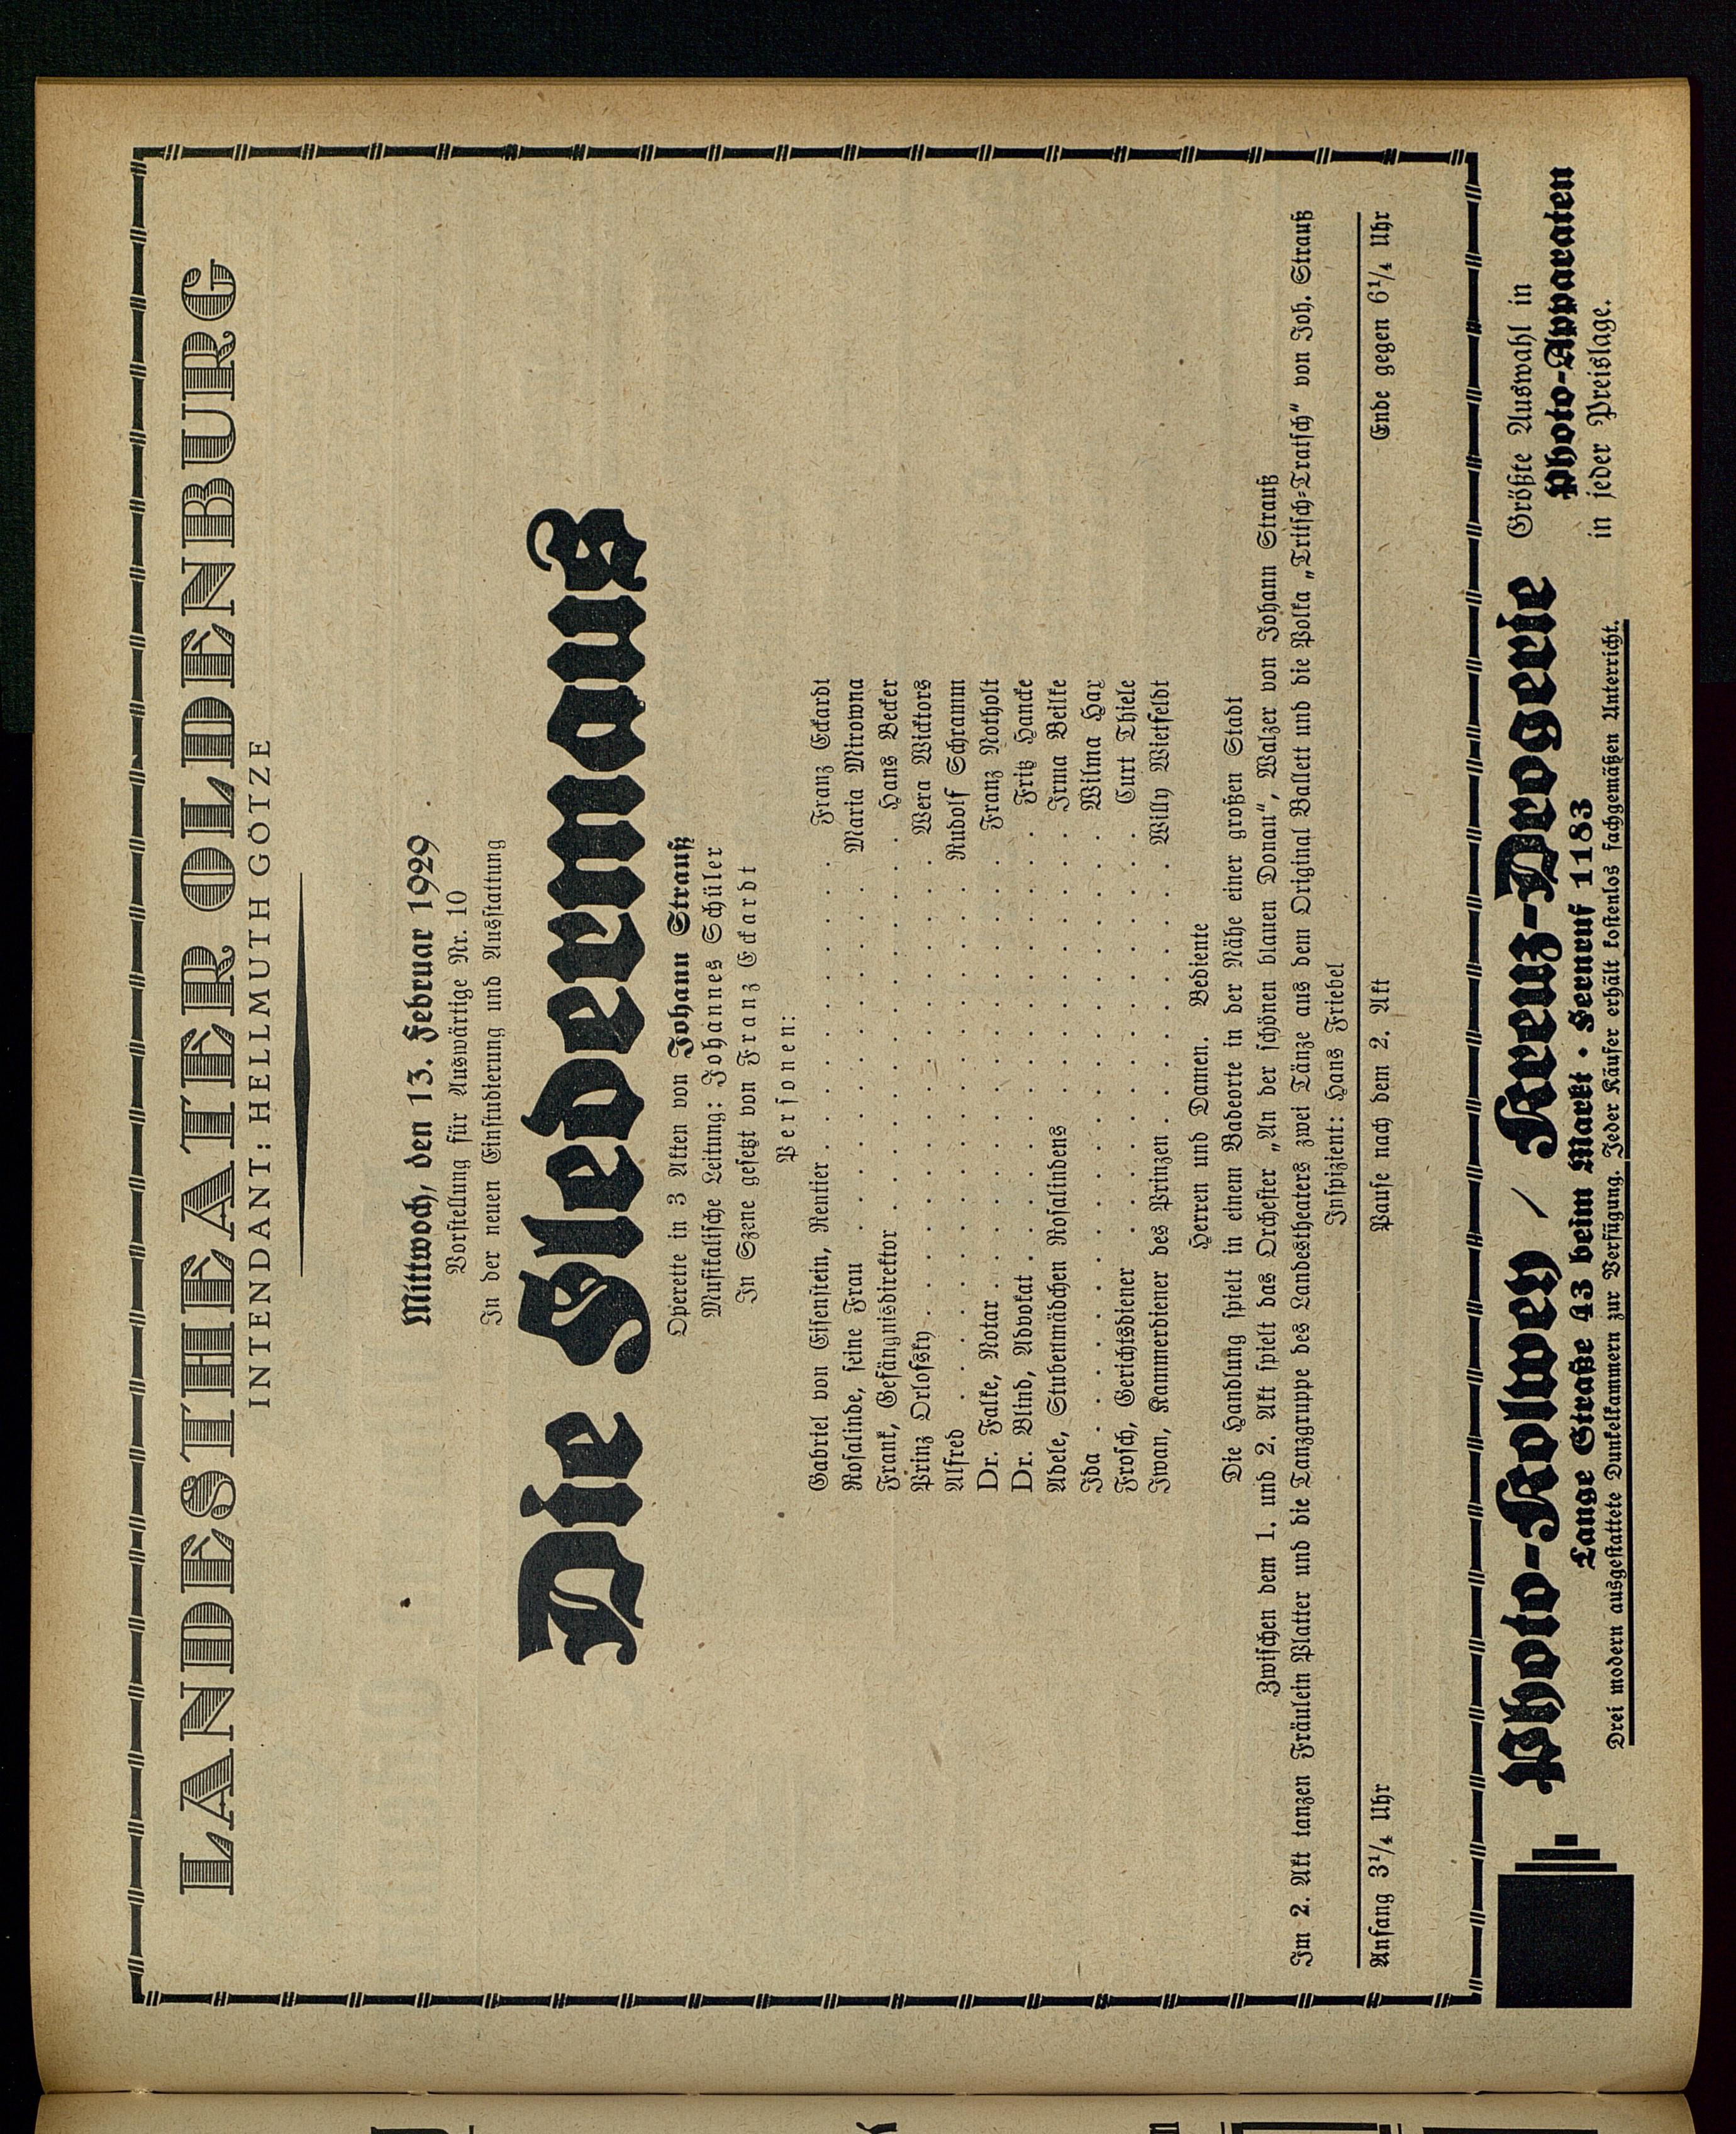 LANDESTHEATER OLDENBURG
INTENDANT: HELLMUTH GÖTZE
Mittwoch, den 13. Februar 1929
Vorstellung für Auswärtige Nr. 10
In der neuen Einstudierung und Ausstattung
Die Fledermaus
Operette in 3 Akten von Johann Strauß
Musikalische Leitung: Johannes Schüler
In Szene gesetzt von Franz Eckardt
Personen:
Gabriel von Eisenstein, Rentier . . . . . . . . . Franz Eckardt
Rosalinde, seine Frau . . . . . . . . . . . Maria Mirowna
Frank, Gefängnisdirektor . . . . . . . . . . . Hans Becker
Prinz Orlofsky . . . . . . . . . . . . . Wera Wicktors
Alfred . . . . . . . . . . . . . . Rudolf Schramm
Dr. Falke, Notar . . . . . . . . . . . . Franz Notholt
Dr. Blind, Advokat . . . . . . . . . . . . Fritz Hancke
Adele, Stubenmädchen Rosalindens . . . . . . . . Irma Beilke
Ida . . . . . . . . . . . . . . . Wilma Hax
Frosch, Gerichtsdiener . . . . . . . . . . . Curt Thiele
Iwan, Kammerdiener des Prinzen . . . . . . . . Willy Wietfeldt
Herren und Damen. Bediente
Die Handlung spielt in einem Badeorte in der Nähe einer großen Stadt
Zwischen dem 1. und 2. Akt spielt das Orchester „An der schönen blauen Donau“, Walzer von Johann Strauß
Im 2. Akt tanzen Fräulein Platter und die Tanzgruppe des Landestheaters zwei Tänze aus dem Original Ballett und die Polka „Tritsch-Tratsch“ von Joh. Strauß
Inspizient: Hans Friebel
Anfang 3¼ Uhr Pause nach dem 2. Akt Ende gegen 6¼ Uhr
Photo-Kolwey / Kreuz-Drogerie
Lange Straße 43 beim Markt · Fernruf 1183
Drei modern ausgestattete Dunkelkammern zur Verfügung. Jeder Käufer erhält kostenlos fachgemäßen Unterricht.
Größte Auswahl in
Photo-Apparaten
in jeder Preislage.